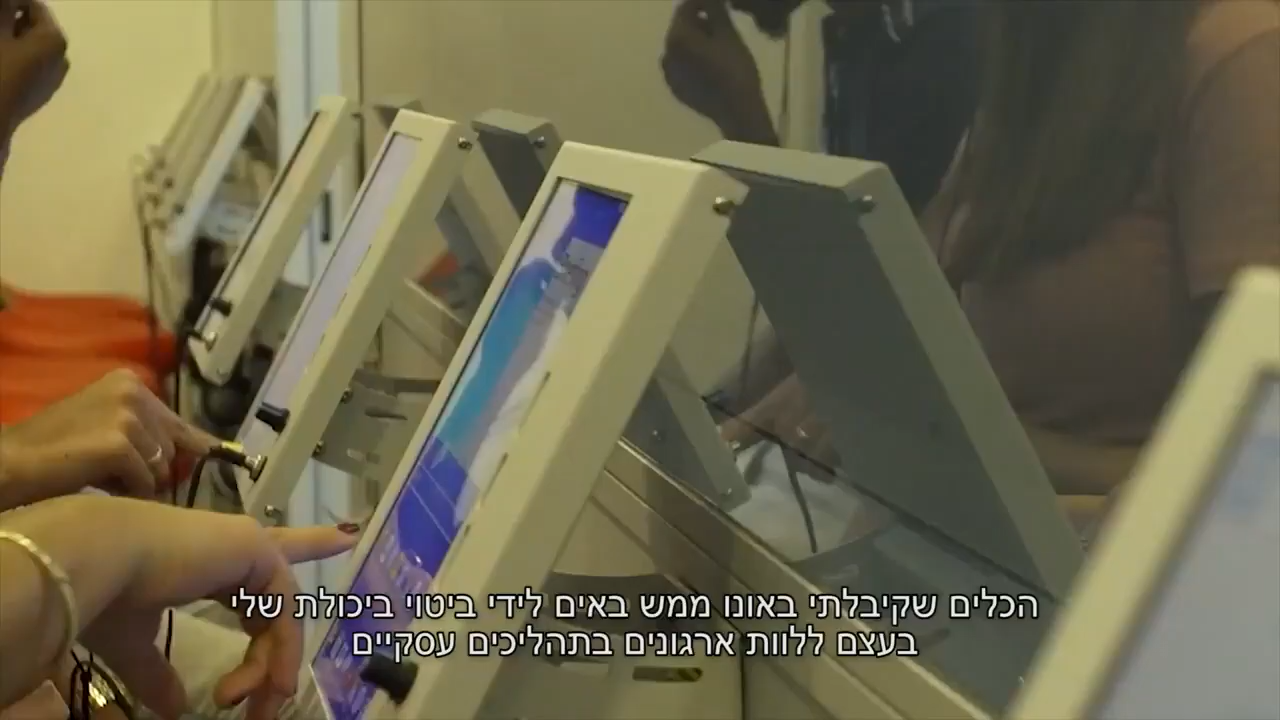 הכלים שקיבלתי באונו ממש באים לידי ביטוי ביכולת שלי
בעצם ללוות ארגונים בתהליכים עסקיים